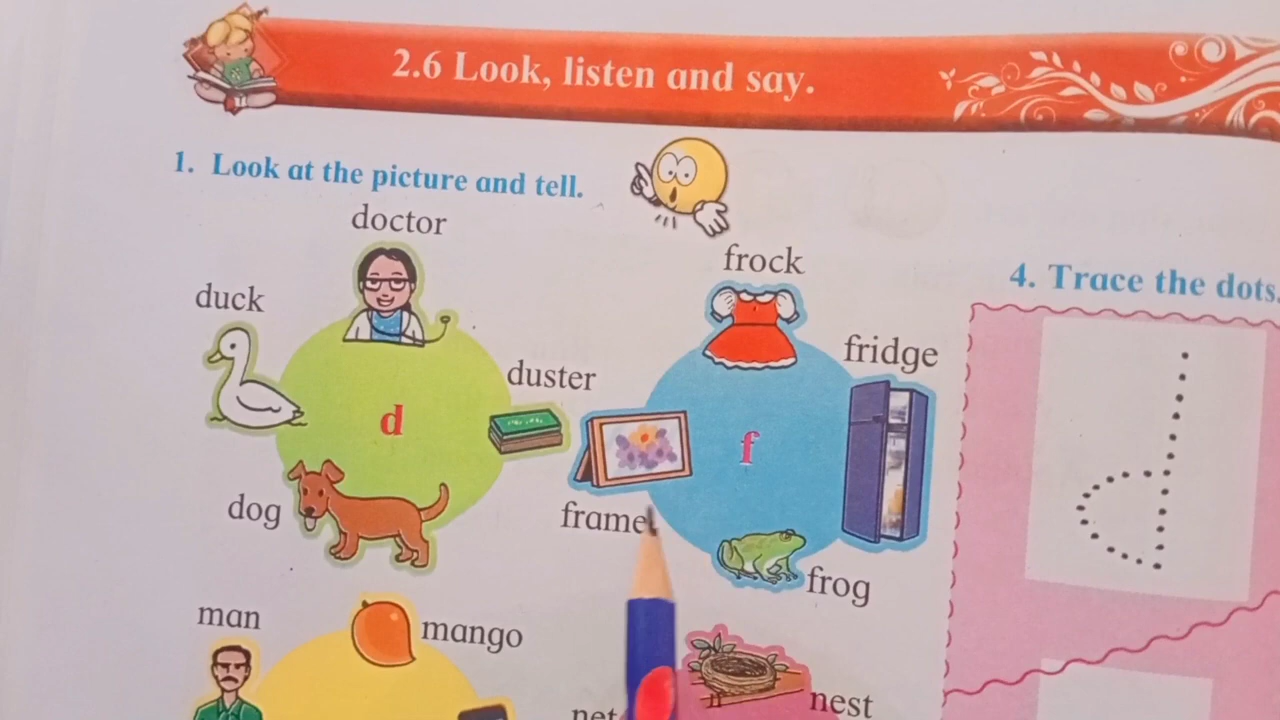 2.6 Look, listen and say.
1. Look at the picture and tell.
doctor
duck
duster
d
dog
frock
fridge
f
frame
frog
4. Trace the dots.
d
man
mango
net
nest